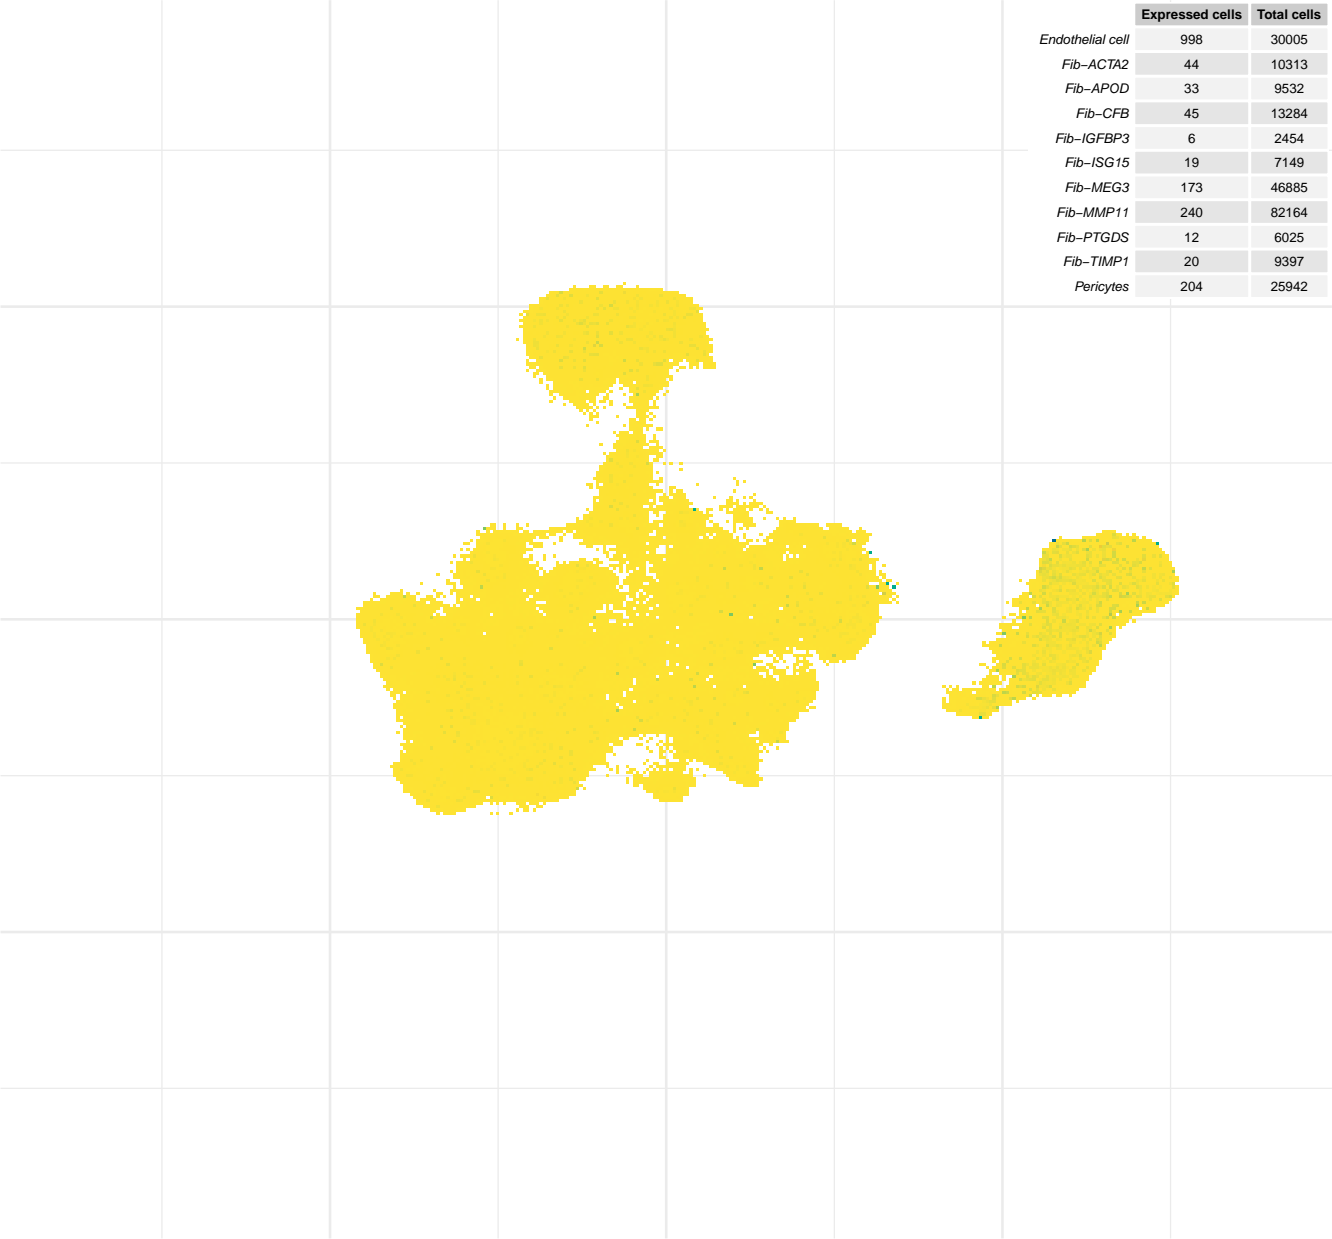 Expressed cells Total cells
Endothelial cell 998 30005
Fib−ACTA2 44 10313
Fib−APOD 33 9532
Fib−CFB 45 13284
Fib−IGFBP3 6 2454
Fib−ISG15 19 7149
Fib−MEG3 173 46885
Fib−MMP11 240 82164
Fib−PTGDS 12 6025
Fib−TIMP1 20 9397
Pericytes 204 25942